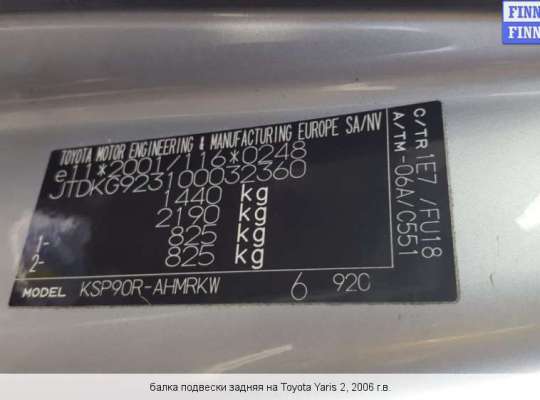 FINN
FINN
TOYOTA MOTOR ENGINEERING & MANUFACTURING EUROPE SA/NV
e11*2001/116*0248
JTDKG923100032360
1440 kg
2190 kg
1- 825 kg
2- 825 kg
MODEL KSP90R-AHMRKW 6 920
C/TR 1E7 /FU18
A/TM -06A/C551
балка подвески задняя на Toyota Yaris 2, 2006 г.в.